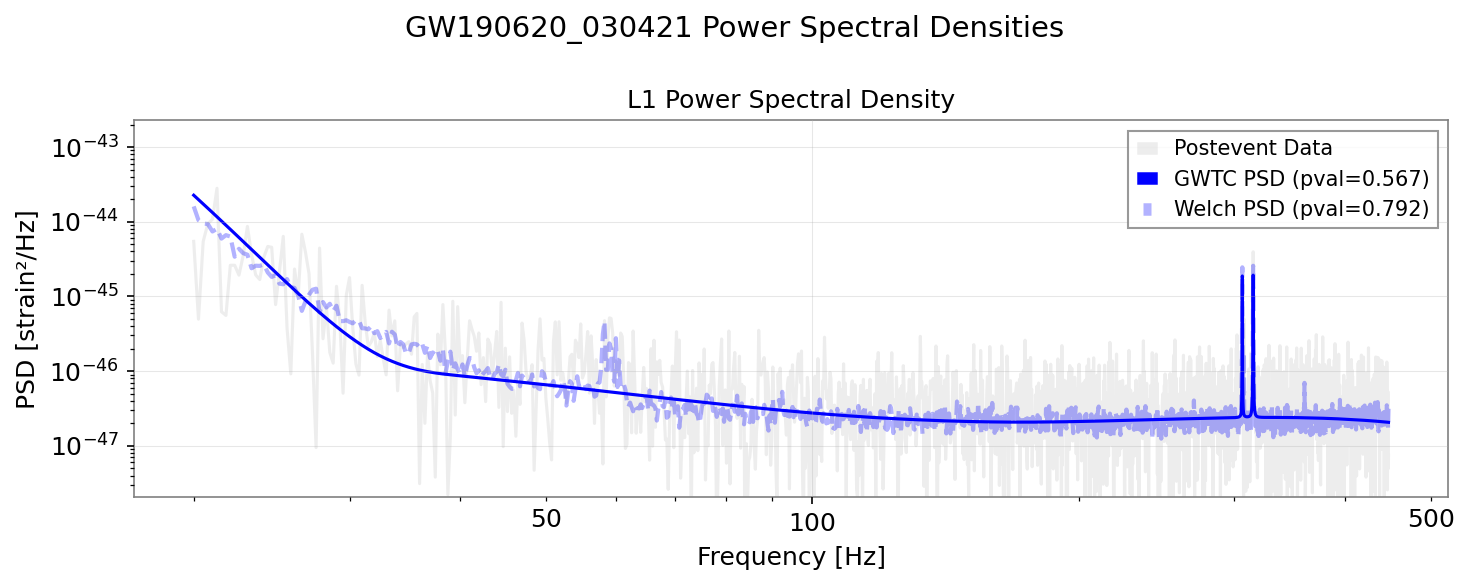 GW190620_030421 Power Spectral Densities
L1 Power Spectral Density
PSD [strain²/Hz]
10⁻⁴³
10⁻⁴⁴
10⁻⁴⁵
10⁻⁴⁶
10⁻⁴⁷
Postevent Data
GWTC PSD (pval=0.567)
Welch PSD (pval=0.792)
50 100 500
Frequency [Hz]